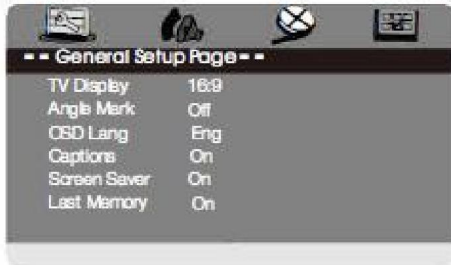 - - General Setup Page - -
TV Display 16:9
Angle Mark Off
OSD Lang Eng
Captions On
Screen Saver On
Last Memory On